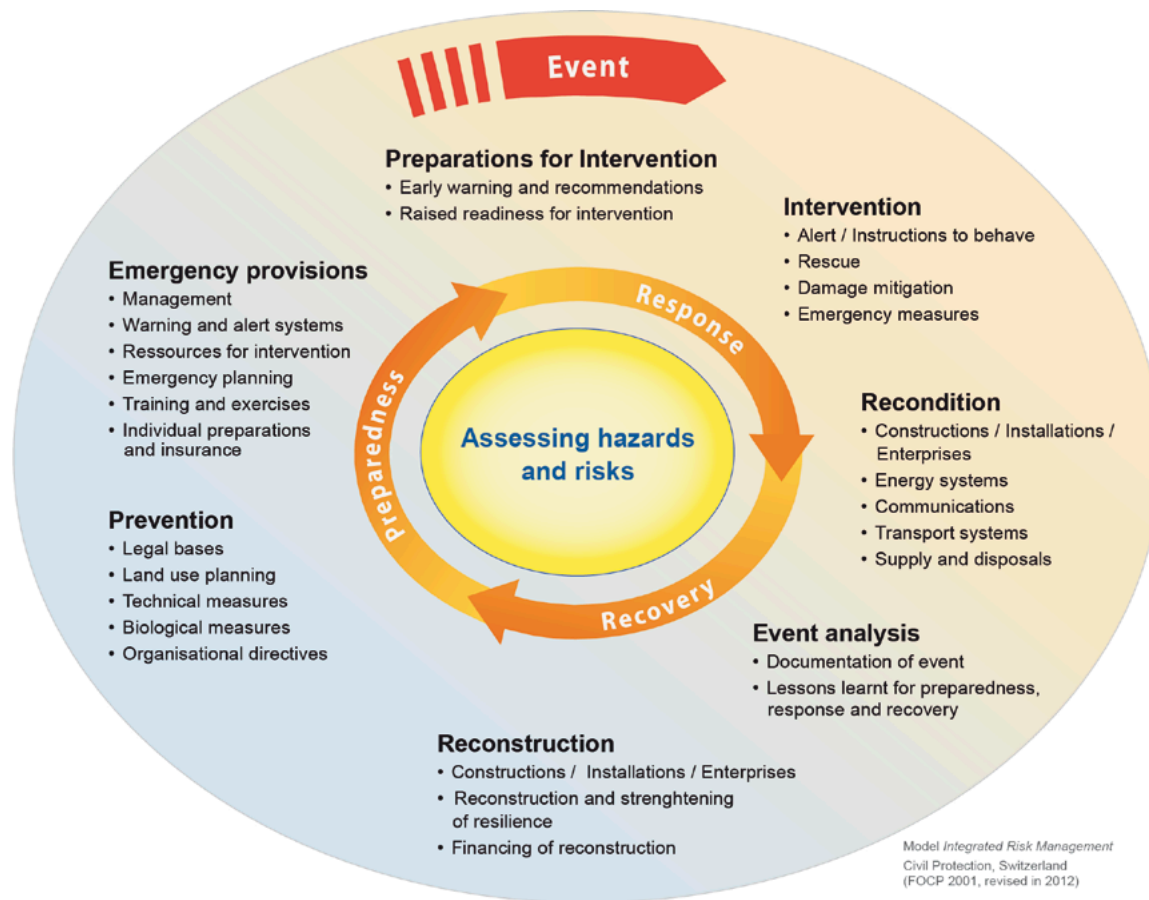 Event
Preparations for Intervention
• Early warning and recommendations
• Raised readiness for intervention
Intervention
• Alert / Instructions to behave
• Rescue
• Damage mitigation
• Emergency measures
Emergency provisions
• Management
• Warning and alert systems
• Ressources for intervention
• Emergency planning
• Training and exercises
• Individual preparations
and insurance
Response
Preparedness
Assessing hazards
and risks
Recovery
Recondition
• Constructions / Installations /
Enterprises
• Energy systems
• Communications
• Transport systems
• Supply and disposals
Prevention
• Legal bases
• Land use planning
• Technical measures
• Biological measures
• Organisational directives
Event analysis
• Documentation of event
• Lessons learnt for preparedness,
response and recovery
Reconstruction
• Constructions / Installations / Enterprises
• Reconstruction and strenghtening
of resilience
• Financing of reconstruction
Model Integrated Risk Management
Civil Protection, Switzerland
(FOCP 2001, revised in 2012)